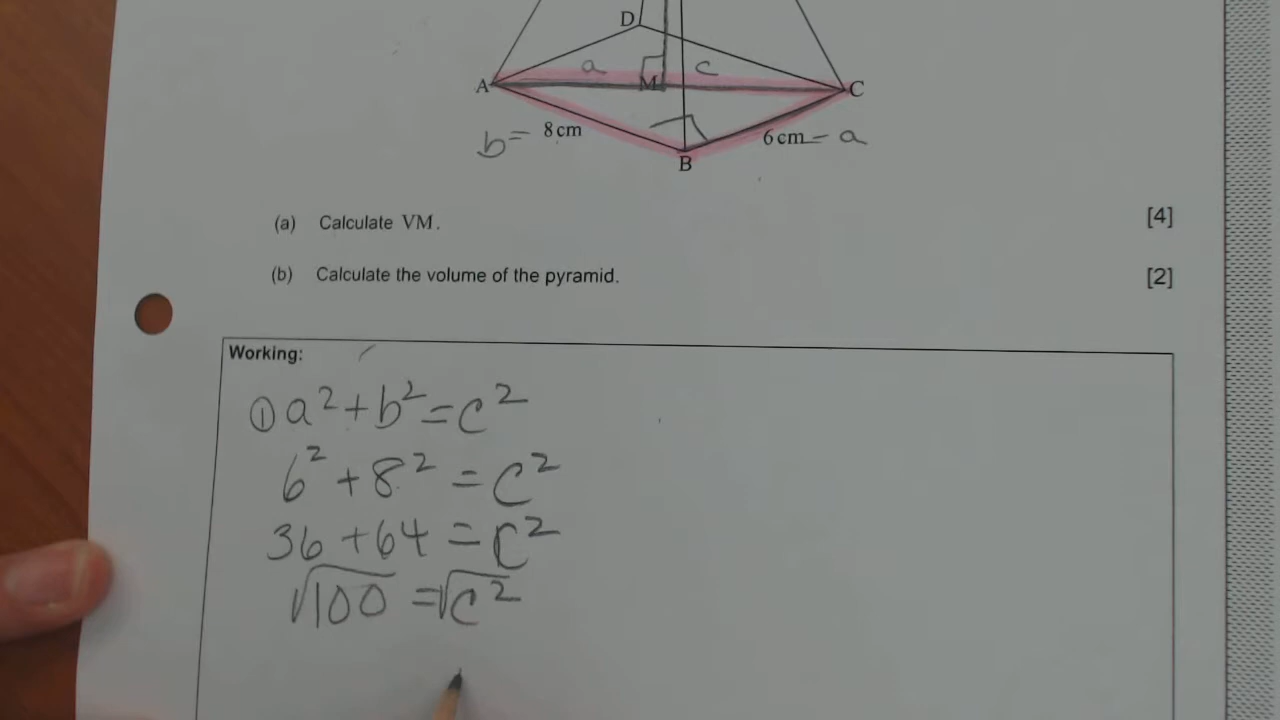 D
a
c
A
M
C
b= 8cm
6cm – a
B
(a) Calculate VM.
[4]
(b) Calculate the volume of the pyramid.
[2]
Working:
① a² + b² = c²
6² + 8² = c²
36 + 64 = c²
√100 = √c²